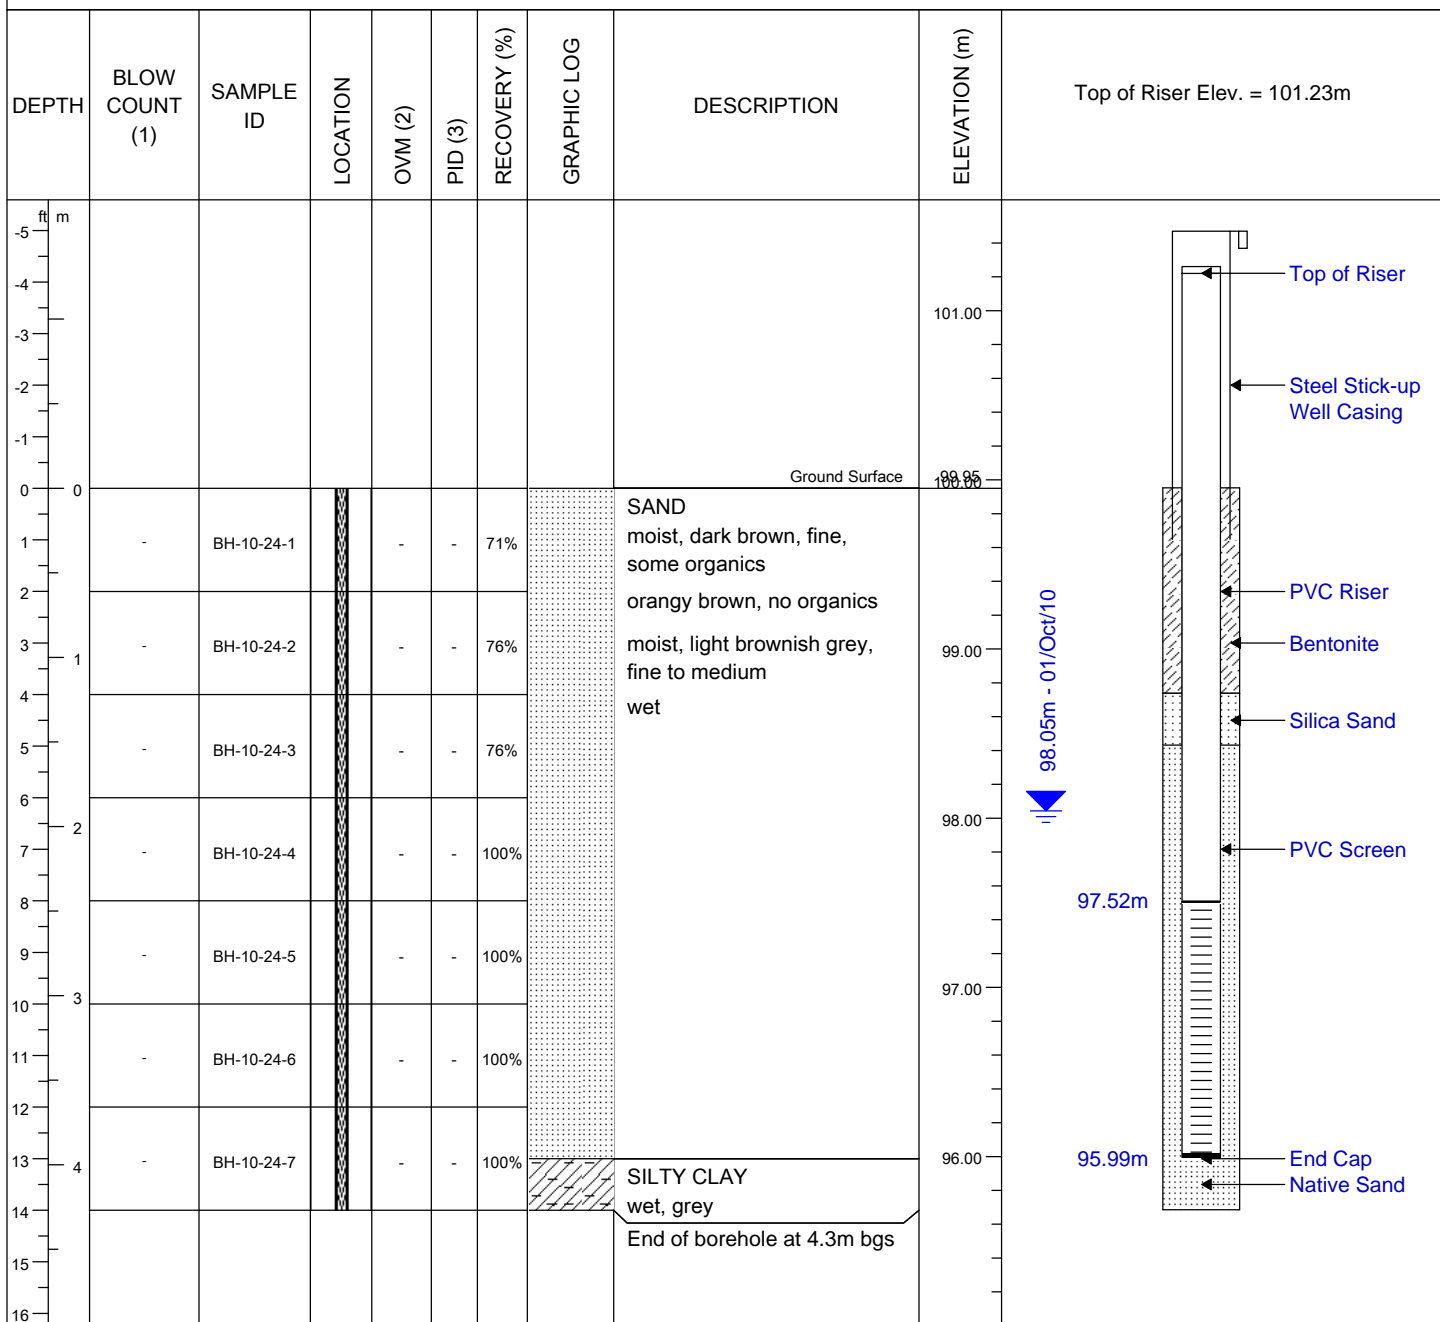 DEPTH
BLOW
COUNT
(1)
SAMPLE
ID
LOCATION
OVM (2)
PID (3)
RECOVERY (%)
GRAPHIC LOG
DESCRIPTION
ELEVATION (m)
Top of Riser Elev. = 101.23m
ft m
-5
-4
-3
-2
-1
0
1
2
3
4
5
6
7
8
9
10
11
12
13
14
15
16
0
1
2
3
4
- BH-10-24-1 - - 71%
- BH-10-24-2 - - 76%
- BH-10-24-3 - - 76%
- BH-10-24-4 - - 100%
- BH-10-24-5 - - 100%
- BH-10-24-6 - - 100%
- BH-10-24-7 - - 100%
Ground Surface
SAND
moist, dark brown, fine,
some organics
orangy brown, no organics
moist, light brownish grey,
fine to medium
wet
SILTY CLAY
wet, grey
End of borehole at 4.3m bgs
101.00
99.95
100.00
99.00
98.00
97.00
96.00
98.05m - 01/Oct/10
97.52m
95.99m
Top of Riser
Steel Stick-up
Well Casing
PVC Riser
Bentonite
Silica Sand
PVC Screen
End Cap
Native Sand